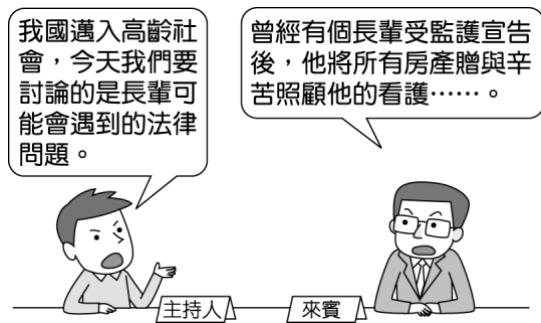 我國邁入高齡社
會，今天我們要
討論的是長輩可
能會遇到的法律
問題。
曾經有個長輩受監護宣告
後，他將所有房產贈與辛
苦照顧他的看護……。
主持人
來賓